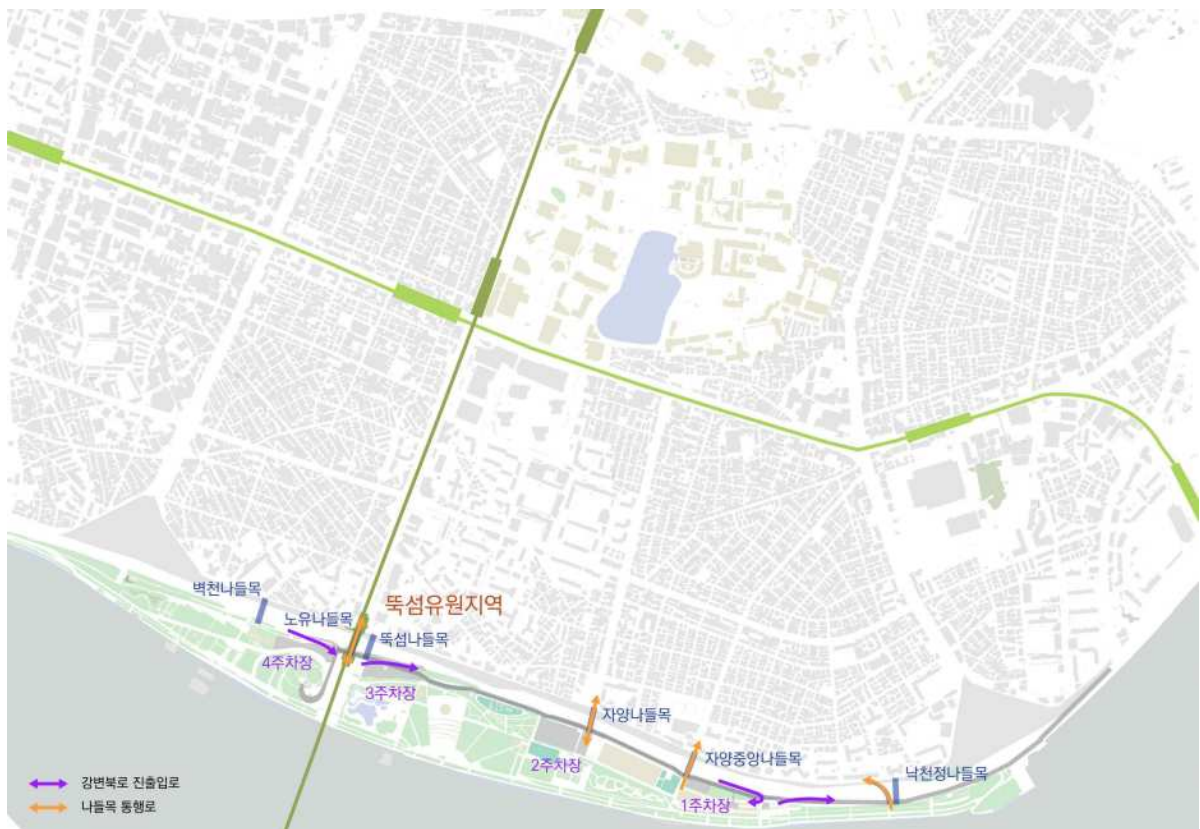 벽천나들목
노유나들목
뚝섬유원지역
뚝섬나들목
4주차장
3주차장
자양나들목
2주차장
자양중앙나들목
1주차장
낙천정나들목
강변북로 진출입로
나들목 통행로